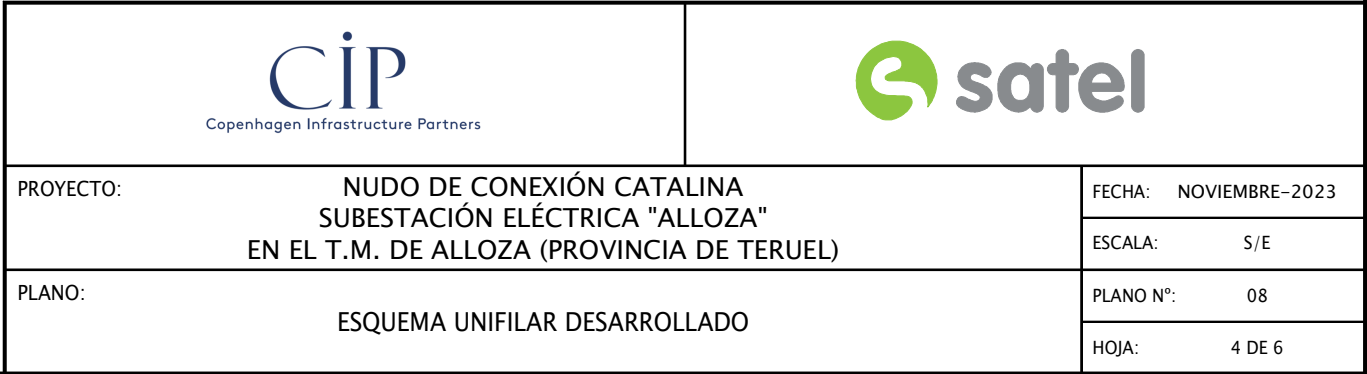 CIP
Copenhagen Infrastructure Partners
satel
PROYECTO:
NUDO DE CONEXIÓN CATALINA
SUBESTACIÓN ELÉCTRICA "ALLOZA"
EN EL T.M. DE ALLOZA (PROVINCIA DE TERUEL)
FECHA: NOVIEMBRE-2023
ESCALA: S/E
PLANO:
ESQUEMA UNIFILAR DESARROLLADO
PLANO Nº: 08
HOJA: 4 DE 6